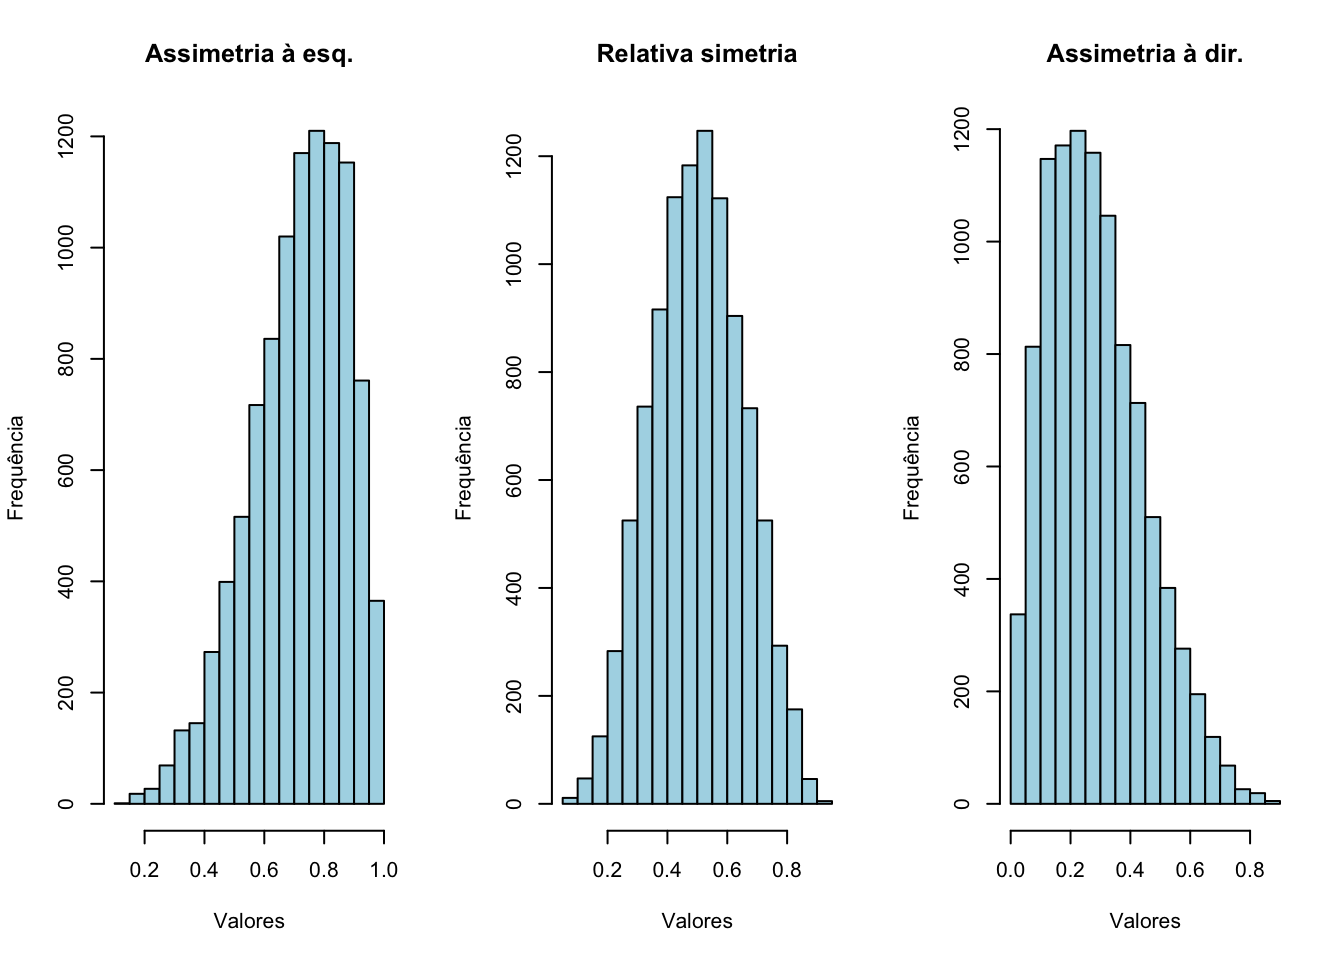 Assimetria à esq.
Frequência
1200
1000
800
600
400
200
0
0.2 0.4 0.6 0.8 1.0
Valores
Relativa simetria
Frequência
1200
1000
800
600
400
200
0
0.2 0.4 0.6 0.8
Valores
Assimetria à dir.
Frequência
1200
1000
800
600
400
200
0
0.0 0.2 0.4 0.6 0.8
Valores